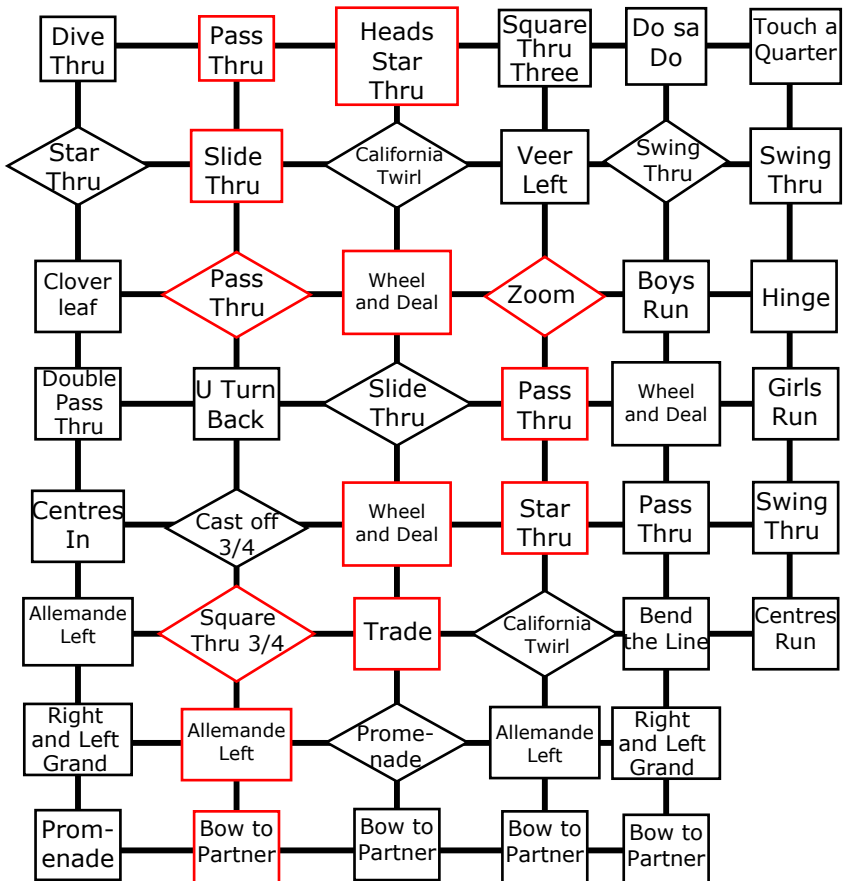 Dive
Thru
Pass
Thru
Heads
Star
Thru
Square
Thru
Three
Do sa
Do
Touch a
Quarter
Star
Thru
Slide
Thru
California
Twirl
Veer
Left
Swing
Thru
Swing
Thru
Clover
leaf
Pass
Thru
Wheel
and Deal
Zoom
Boys
Run
Hinge
Double
Pass
Thru
U Turn
Back
Slide
Thru
Pass
Thru
Wheel
and Deal
Girls
Run
Centres
In
Cast off
3/4
Wheel
and Deal
Star
Thru
Pass
Thru
Swing
Thru
Allemande
Left
Square
Thru 3/4
Trade
California
Twirl
Bend
the Line
Centres
Run
Right
and Left
Grand
Allemande
Left
Prome-
nade
Allemande
Left
Right
and Left
Grand
Prom-
enade
Bow to
Partner
Bow to
Partner
Bow to
Partner
Bow to
Partner